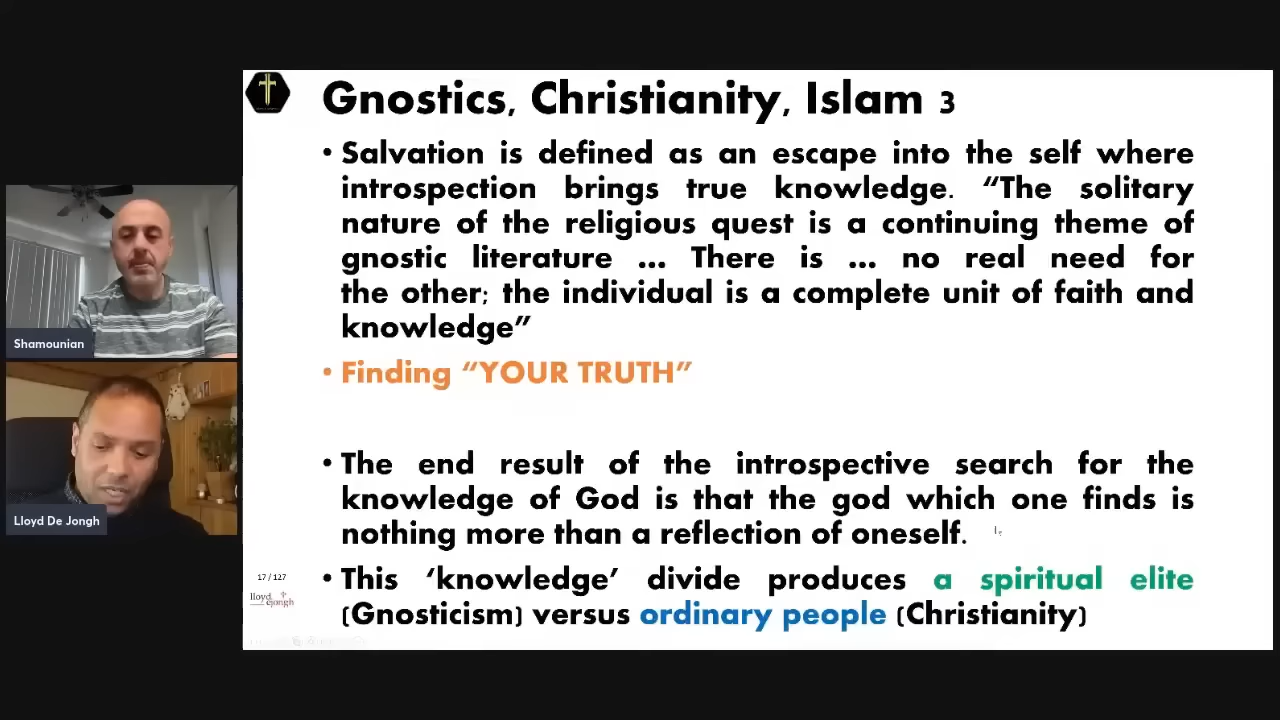 Gnostics, Christianity, Islam 3
• Salvation is defined as an escape into the self where
introspection brings true knowledge. “The solitary
nature of the religious quest is a continuing theme of
gnostic literature ... There is ... no real need for
the other; the individual is a complete unit of faith and
knowledge”
• Finding “YOUR TRUTH”
• The end result of the introspective search for the
knowledge of God is that the god which one finds is
nothing more than a reflection of oneself.
• This ‘knowledge’ divide produces a spiritual elite
(Gnosticism) versus ordinary people (Christianity)
Shamounian
Lloyd De Jongh
17 / 127
lloyd
dejongh